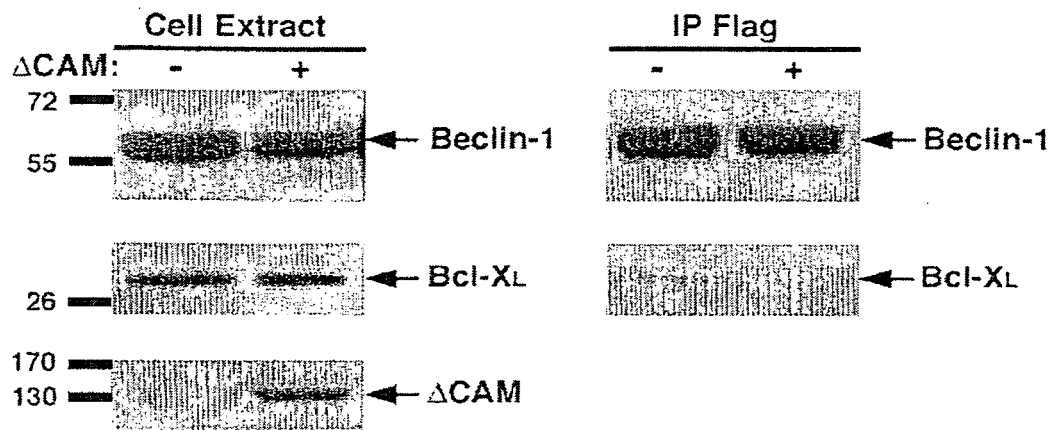 Cell Extract
IP Flag
ΔCAM: - +
- +
72
55
Beclin-1
Beclin-1
26
Bcl-XL
Bcl-XL
170
130
ΔCAM